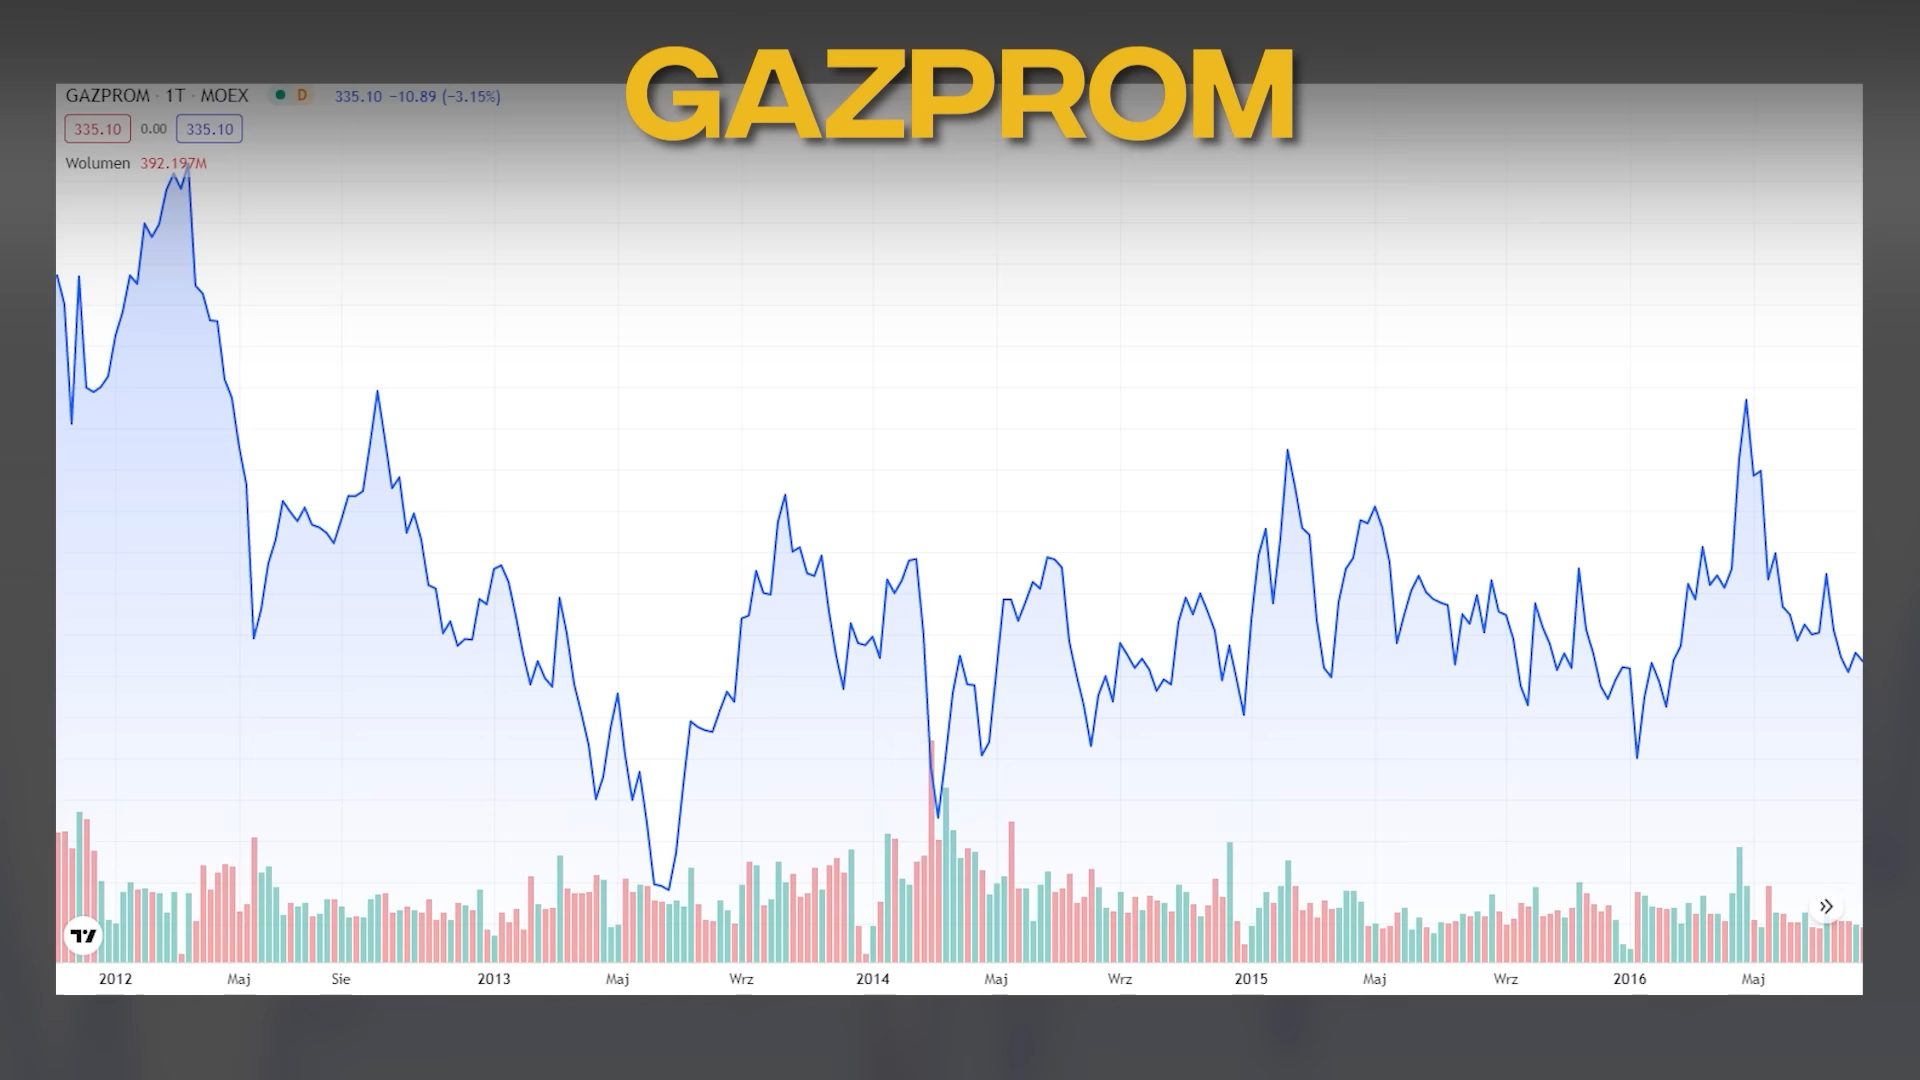 GAZPROM
GAZPROM · 1T · MOEX D 335.10 −10.89 (−3.15%)
335.10 0.00 335.10
Wolumen 392.197M
2012 Maj Sie 2013 Maj Wrz 2014 Maj Wrz 2015 Maj Wrz 2016 Maj